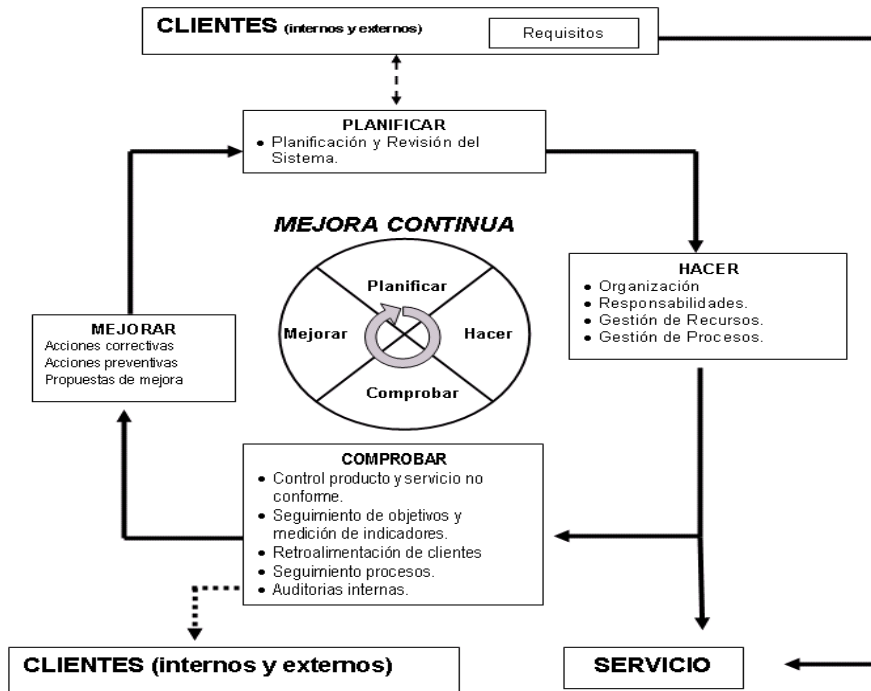 CLIENTES (internos y externos)
Requisitos
PLANIFICAR
• Planificación y Revisión del
Sistema.
MEJORA CONTINUA
Planificar
Mejorar
Hacer
Comprobar
HACER
• Organización
• Responsabilidades.
• Gestión de Recursos.
• Gestión de Procesos.
MEJORAR
Acciones correctivas
Acciones preventivas
Propuestas de mejora
COMPROBAR
• Control producto y servicio no
conforme.
• Seguimiento de objetivos y
medición de indicadores.
• Retroalimentación de clientes
• Seguimiento procesos.
• Auditorias internas.
CLIENTES (internos y externos)
SERVICIO